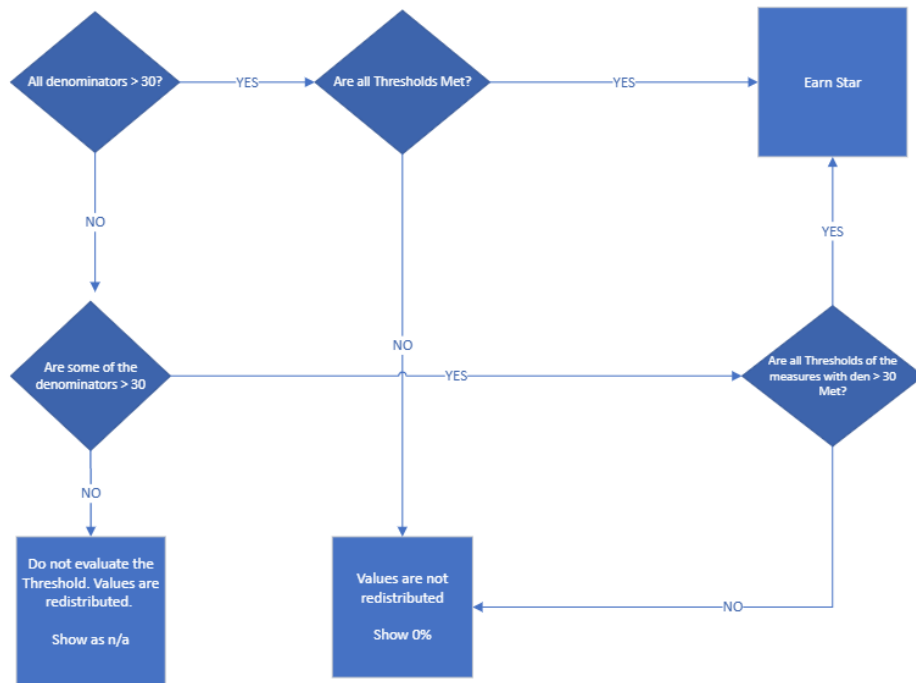 All denominators > 30?
YES
Are all Thresholds Met?
YES
Earn Star
NO
YES
Are some of the
denominators > 30
YES
NO
Are all Thresholds of the
measures with den > 30
Met?
NO
Do not evaluate the
Threshold. Values are
redistributed.
Show as n/a
Values are not
redistributed
Show 0%
NO